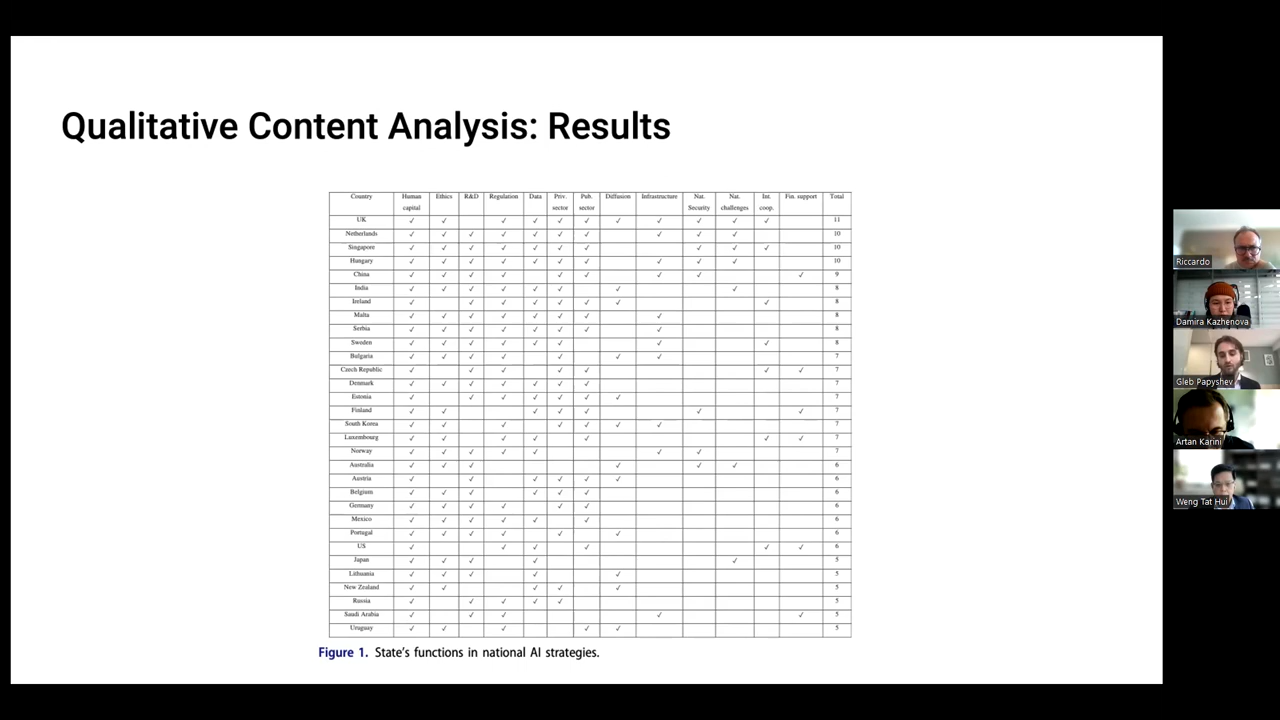 Qualitative Content Analysis: Results
Country Human capital Ethics R&D Regulation Data Priv. sector Pub. sector Diffusion Infrastructure Nat. Security Nat. challenges Int. coop. Fin. support Total
UK ✓ ✓ ✓ ✓ ✓ ✓ ✓ ✓ ✓ ✓ ✓ 11
Netherlands ✓ ✓ ✓ ✓ ✓ ✓ ✓ ✓ ✓ ✓ 10
Singapore ✓ ✓ ✓ ✓ ✓ ✓ ✓ ✓ ✓ ✓ 10
Hungary ✓ ✓ ✓ ✓ ✓ ✓ ✓ ✓ ✓ ✓ 10
China ✓ ✓ ✓ ✓ ✓ ✓ ✓ ✓ ✓ 9
India ✓ ✓ ✓ ✓ ✓ ✓ ✓ ✓ 8
Ireland ✓ ✓ ✓ ✓ ✓ ✓ ✓ ✓ 8
Malta ✓ ✓ ✓ ✓ ✓ ✓ ✓ ✓ 8
Serbia ✓ ✓ ✓ ✓ ✓ ✓ ✓ ✓ 8
Sweden ✓ ✓ ✓ ✓ ✓ ✓ ✓ ✓ 8
Bulgaria ✓ ✓ ✓ ✓ ✓ ✓ ✓ 7
Czech Republic ✓ ✓ ✓ ✓ ✓ ✓ ✓ 7
Denmark ✓ ✓ ✓ ✓ ✓ ✓ ✓ 7
Estonia ✓ ✓ ✓ ✓ ✓ ✓ ✓ 7
Finland ✓ ✓ ✓ ✓ ✓ ✓ ✓ 7
South Korea ✓ ✓ ✓ ✓ ✓ ✓ ✓ 7
Luxembourg ✓ ✓ ✓ ✓ ✓ ✓ ✓ 7
Norway ✓ ✓ ✓ ✓ ✓ ✓ ✓ 7
Australia ✓ ✓ ✓ ✓ ✓ ✓ 6
Austria ✓ ✓ ✓ ✓ ✓ ✓ 6
Belgium ✓ ✓ ✓ ✓ ✓ ✓ 6
Germany ✓ ✓ ✓ ✓ ✓ ✓ 6
Mexico ✓ ✓ ✓ ✓ ✓ ✓ 6
Portugal ✓ ✓ ✓ ✓ ✓ ✓ 6
US ✓ ✓ ✓ ✓ ✓ ✓ 6
Japan ✓ ✓ ✓ ✓ ✓ 5
Lithuania ✓ ✓ ✓ ✓ ✓ 5
New Zealand ✓ ✓ ✓ ✓ ✓ 5
Russia ✓ ✓ ✓ ✓ ✓ 5
Saudi Arabia ✓ ✓ ✓ ✓ ✓ 5
Uruguay ✓ ✓ ✓ ✓ ✓ 5
Figure 1. State's functions in national AI strategies.
Riccardo
Damira Kazhenova
Gleb Papyshev
Artan Karini
Weng Tat Hui